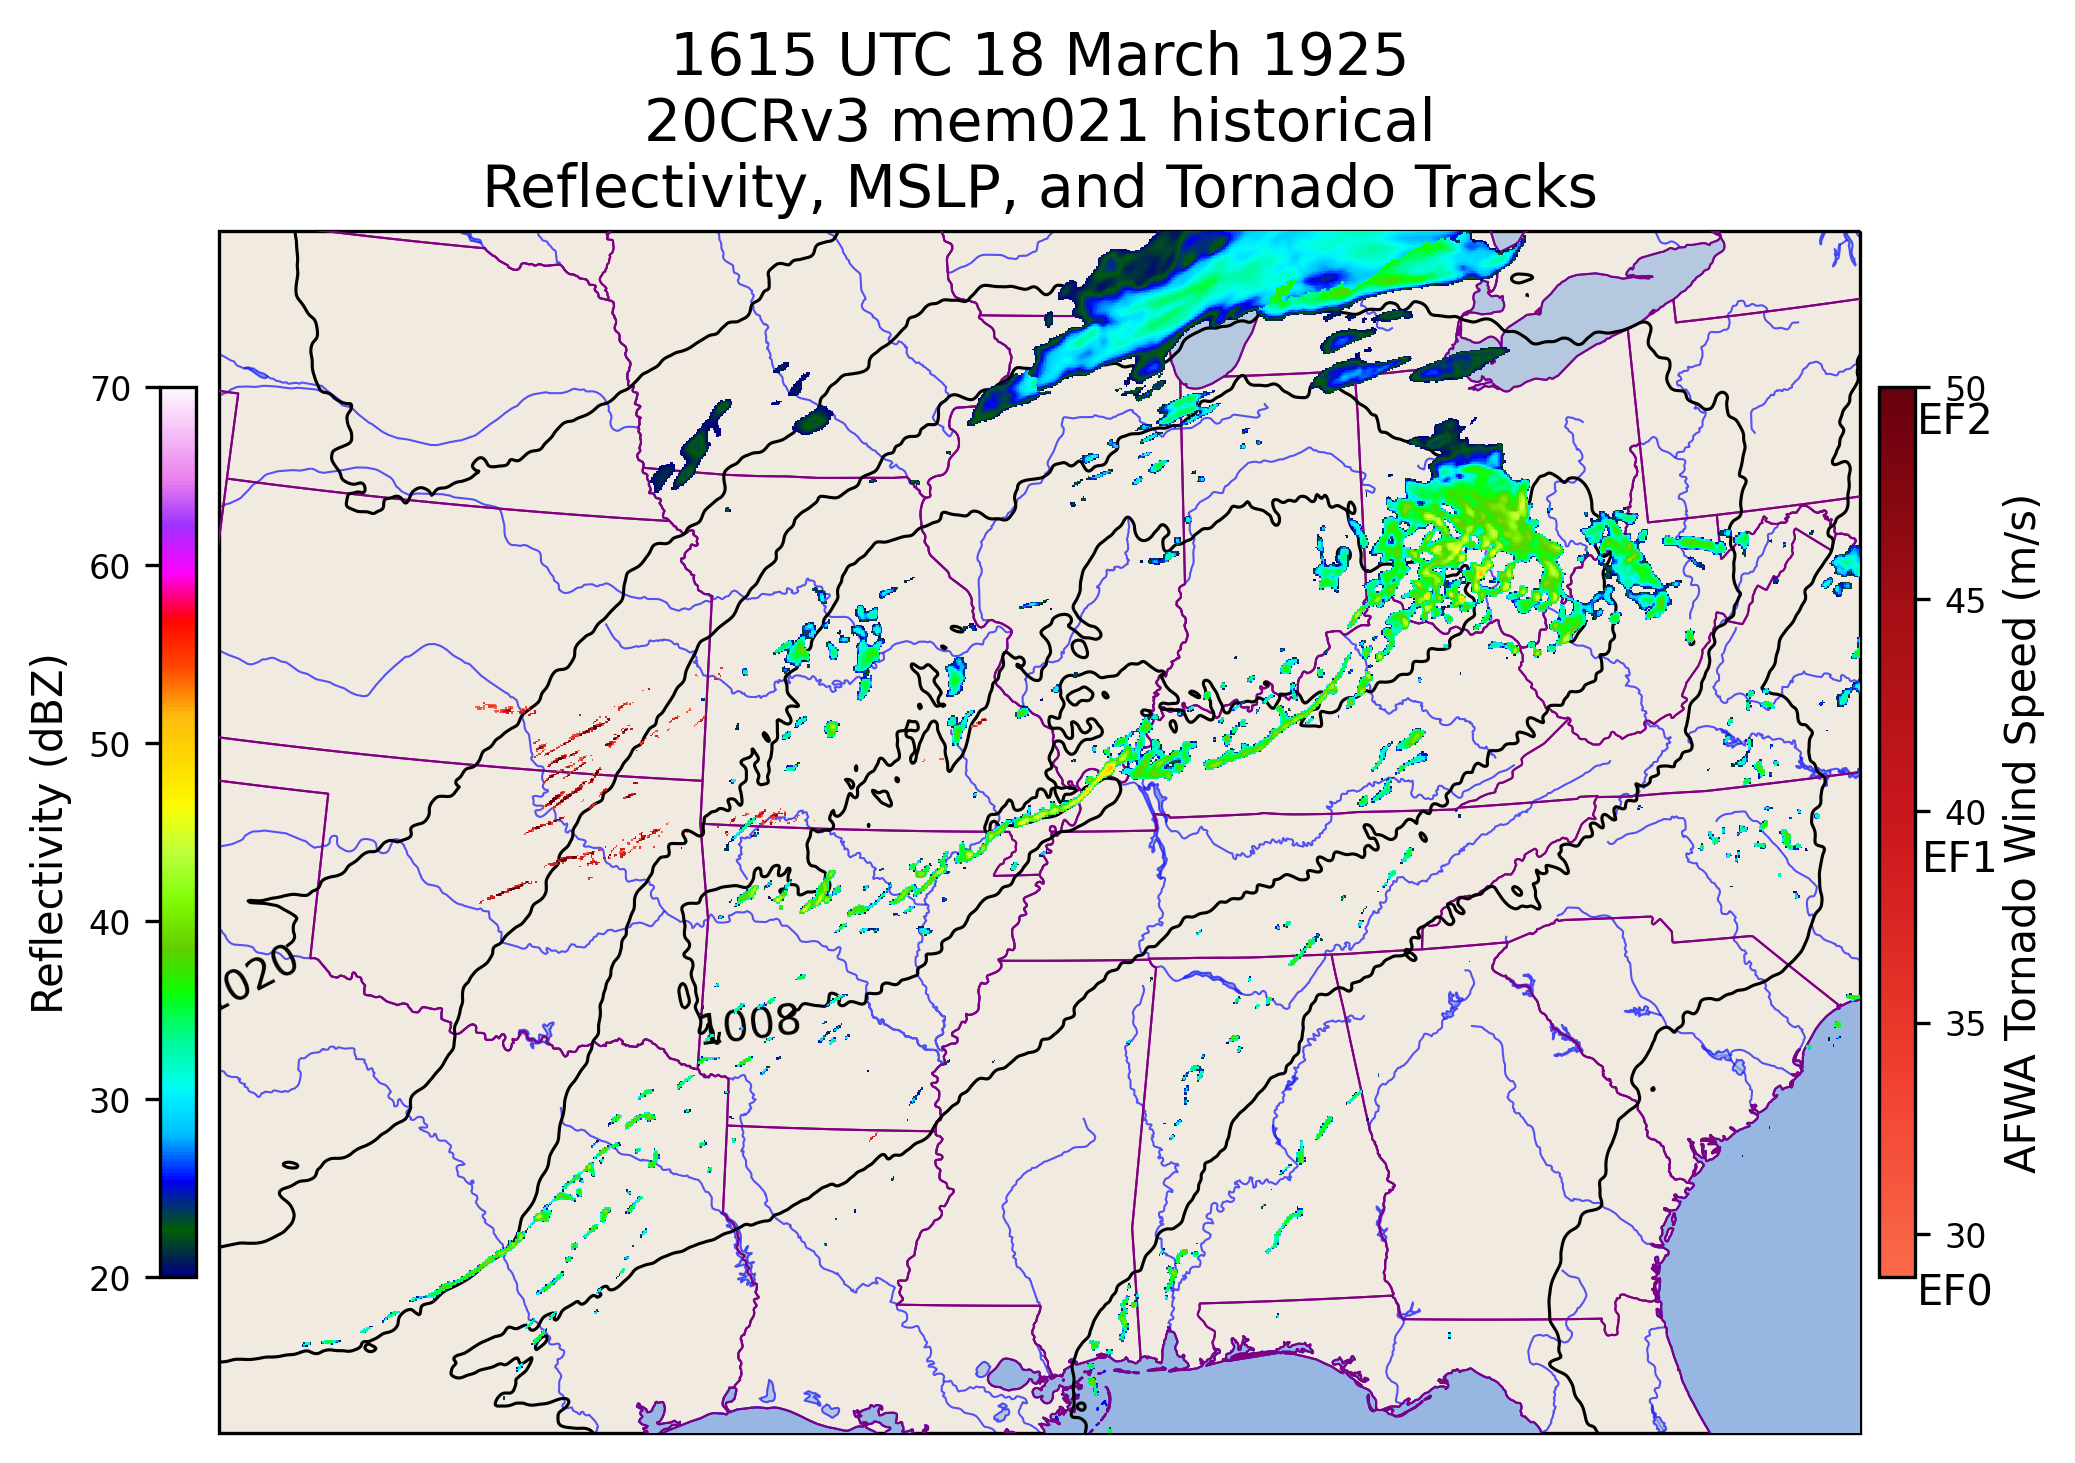 1615 UTC 18 March 1925
20CRv3 mem021 historical
Reflectivity, MSLP, and Tornado Tracks
70
60
50
40
30
20
Reflectivity (dBZ)
1020
1008
50
EF2
45
40
EF1
35
30
EF0
AFWA Tornado Wind Speed (m/s)